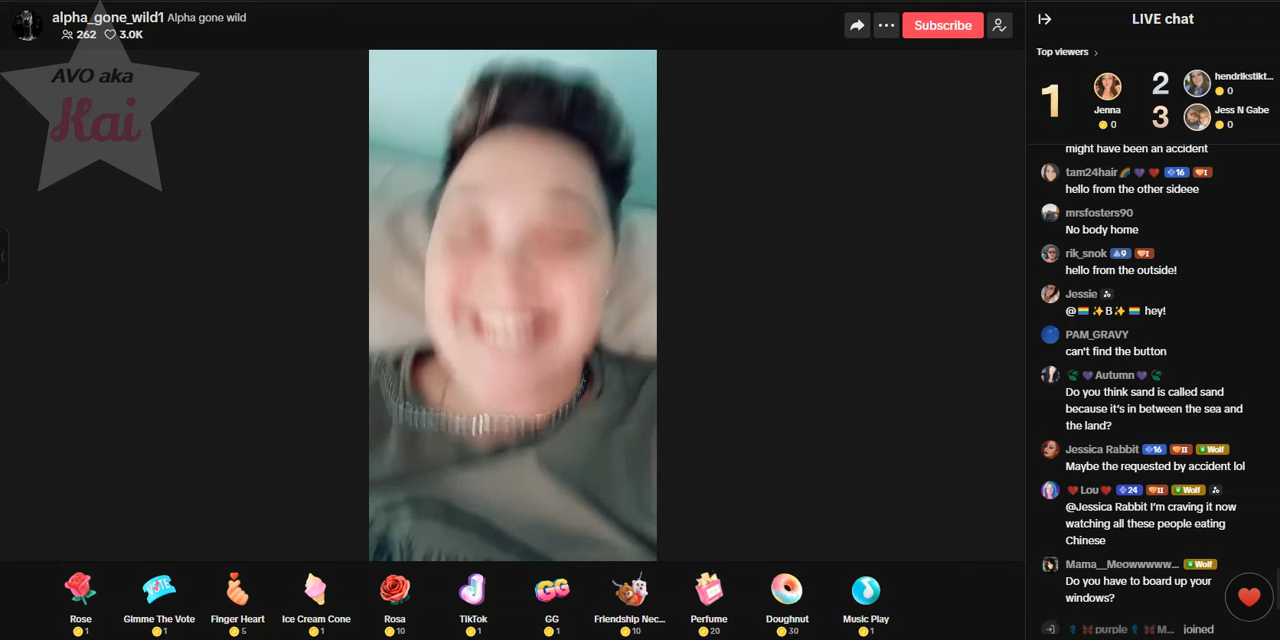 alpha_gone_wild1 Alpha gone wild
262 3.0K
Subscribe
LIVE chat
AVO aka
Kai
Top viewers
1 Jenna 0
2 hendrikstikt... 0
3 Jess N Gabe 0
might have been an accident
tam24hair 16 I
hello from the other sideee
mrsfosters90
No body home
rik_snok 9 I
hello from the outside!
Jessie
@ B hey!
PAM_GRAVY
can't find the button
Autumn
Do you think sand is called sand
because it's in between the sea and
the land?
Jessica Rabbit 16 II Wolf
Maybe the requested by accident lol
Lou 24 II Wolf
@Jessica Rabbit I'm craving it now
watching all these people eating
Chinese
Mama__Meowwwww... Wolf
Do you have to board up your
windows?
purple M... joined
Rose Gimme The Vote Finger Heart Ice Cream Cone Rosa TikTok GG Friendship Nec... Perfume Doughnut Music Play
1 1 5 1 10 1 1 10 20 30 1
VOTE
GG